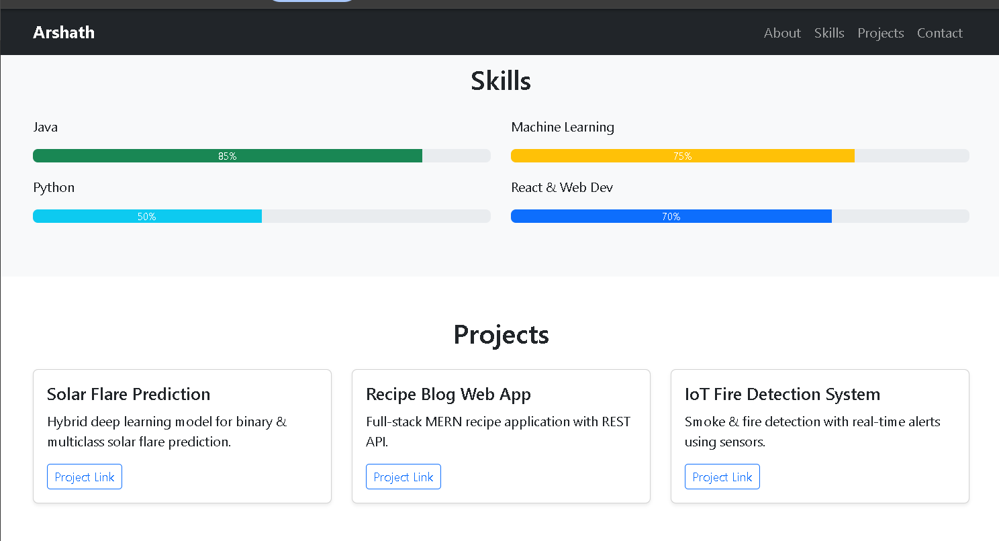 Arshath
About Skills Projects Contact
Skills
Java
85%
Machine Learning
75%
Python
50%
React & Web Dev
70%
Projects
Solar Flare Prediction
Hybrid deep learning model for binary &
multiclass solar flare prediction.
Project Link
Recipe Blog Web App
Full-stack MERN recipe application with REST
API.
Project Link
IoT Fire Detection System
Smoke & fire detection with real-time alerts
using sensors.
Project Link